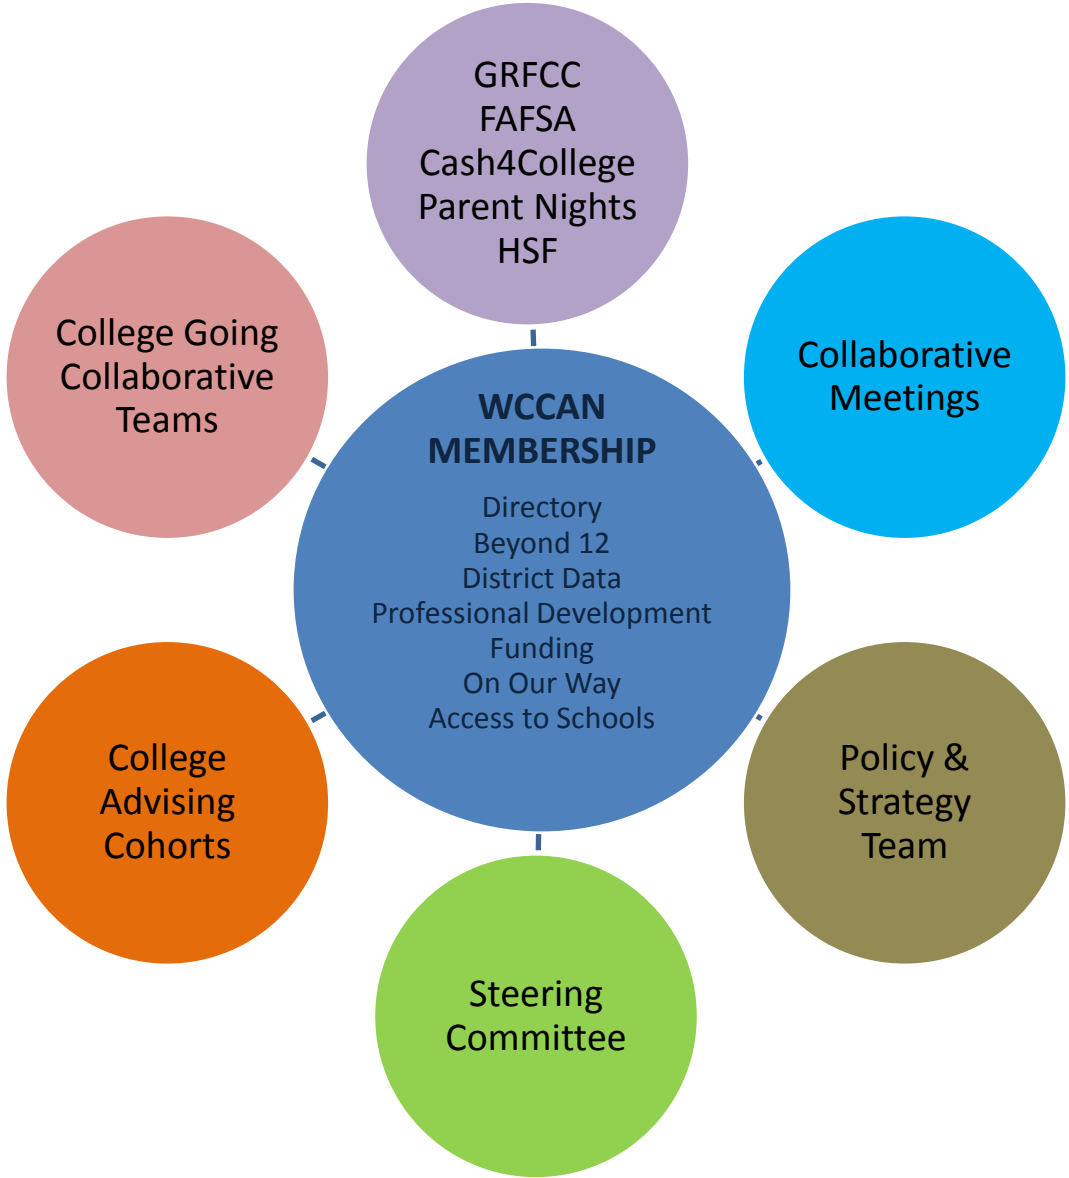 GRFCC
FAFSA
Cash4College
Parent Nights
HSF
College Going
Collaborative
Teams
Collaborative
Meetings
WCCAN
MEMBERSHIP
Directory
Beyond 12
District Data
Professional Development
Funding
On Our Way
Access to Schools
College
Advising
Cohorts
Policy &
Strategy
Team
Steering
Committee